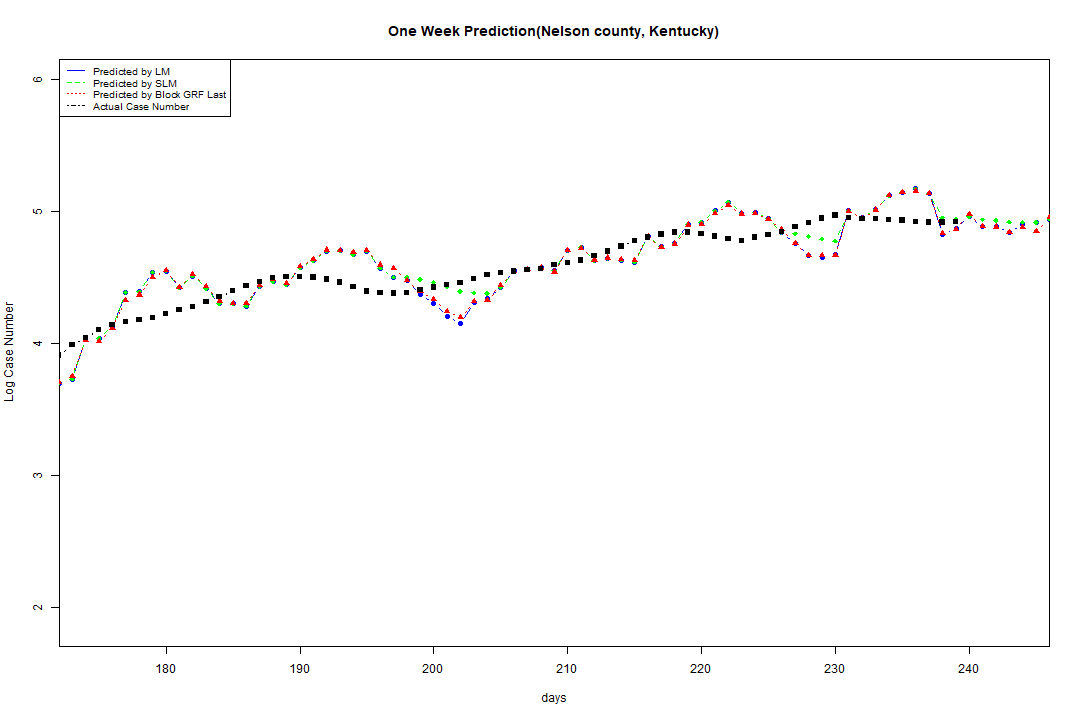 One Week Prediction(Nelson county, Kentucky)
Predicted by LM
Predicted by SLM
Predicted by Block GRF Last
Actual Case Number
6
5
4
3
2
Log Case Number
180 190 200 210 220 230 240
days